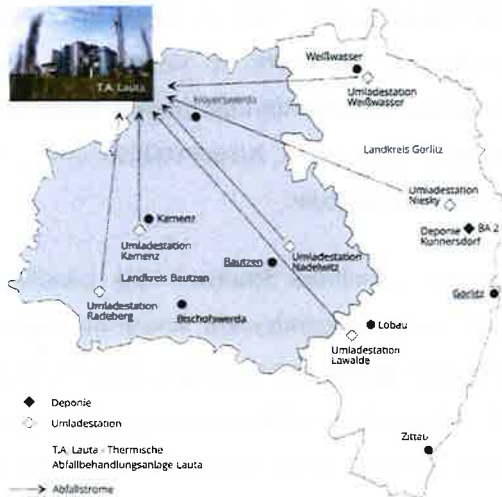 T.A. Lauta
Weißwasser
Umladestation
Weißwasser
Hoyerswerda
Landkreis Görlitz
Umladestation
Niesky
Deponie BA 2
Kunnersdorf
Kamenz
Umladestation
Kamenz
Bautzen
Umladestation
Nadelwitz
Landkreis Bautzen
Görlitz
Umladestation
Radeberg
Bischofswerda
Löbau
Umladestation
Lawalde
Zittau
Deponie
Umladestation
T.A. Lauta - Thermische
Abfallbehandlungsanlage Lauta
Abfallströme